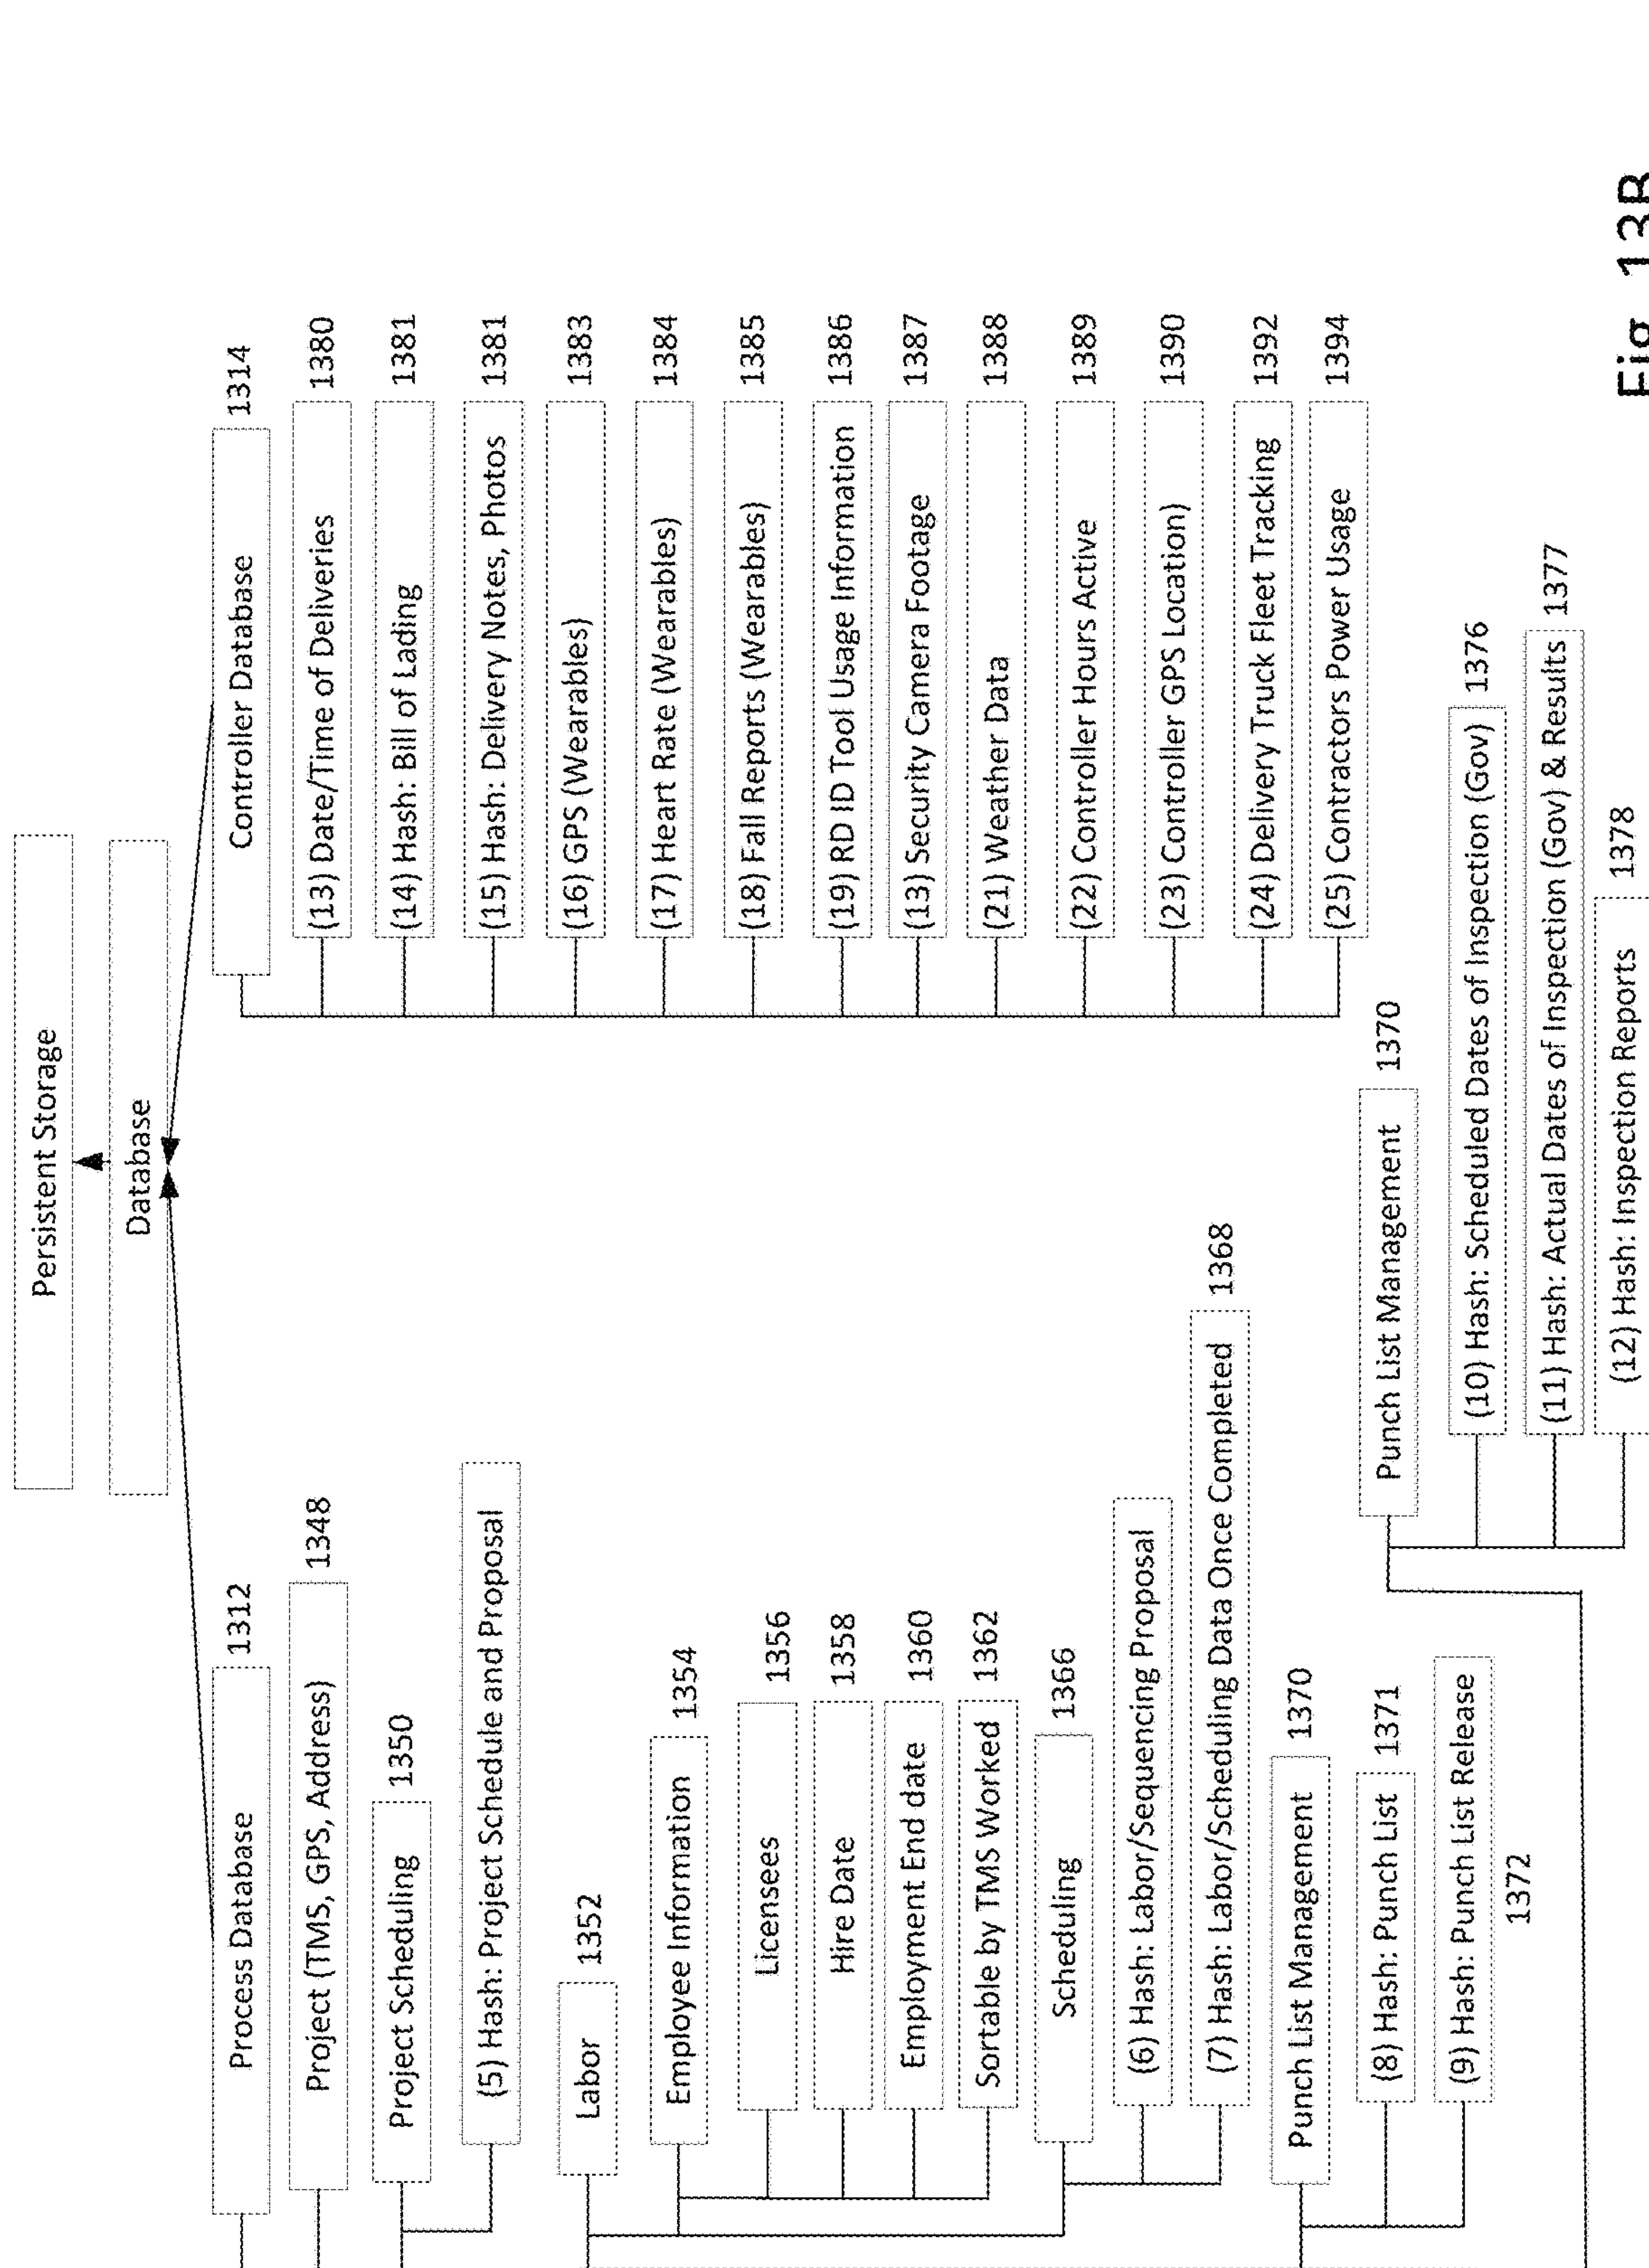 Persistent Storage
Database
Process Database 1312
Project (TMS, GPS, Address) 1348
Project Scheduling 1350
(5) Hash: Project Schedule and Proposal
Labor 1352
Employee Information 1354
Licensees 1356
Hire Date 1358
Employment End date 1360
Sortable by TMS Worked 1362
Scheduling 1366
(6) Hash: Labor/Sequencing Proposal
(7) Hash: Labor/Scheduling Data Once Completed 1368
Punch List Management 1370
(8) Hash: Punch List 1371
(9) Hash: Punch List Release
1372
Punch List Management 1370
(10) Hash: Scheduled Dates of Inspection (Gov) 1376
(11) Hash: Actual Dates of Inspection (Gov) & Results 1377
(12) Hash: Inspection Reports 1378
Controller Database 1314
(13) Date/Time of Deliveries 1380
(14) Hash: Bill of Lading 1381
(15) Hash: Delivery Notes, Photos 1381
(16) GPS (Wearables) 1383
(17) Heart Rate (Wearables) 1384
(18) Fall Reports (Wearables) 1385
(19) RD ID Tool Usage Information 1386
(13) Security Camera Footage 1387
(21) Weather Data 1388
(22) Controller Hours Active 1389
(23) Controller GPS Location) 1390
(24) Delivery Truck Fleet Tracking 1392
(25) Contractors Power Usage 1394
Fig. 13B